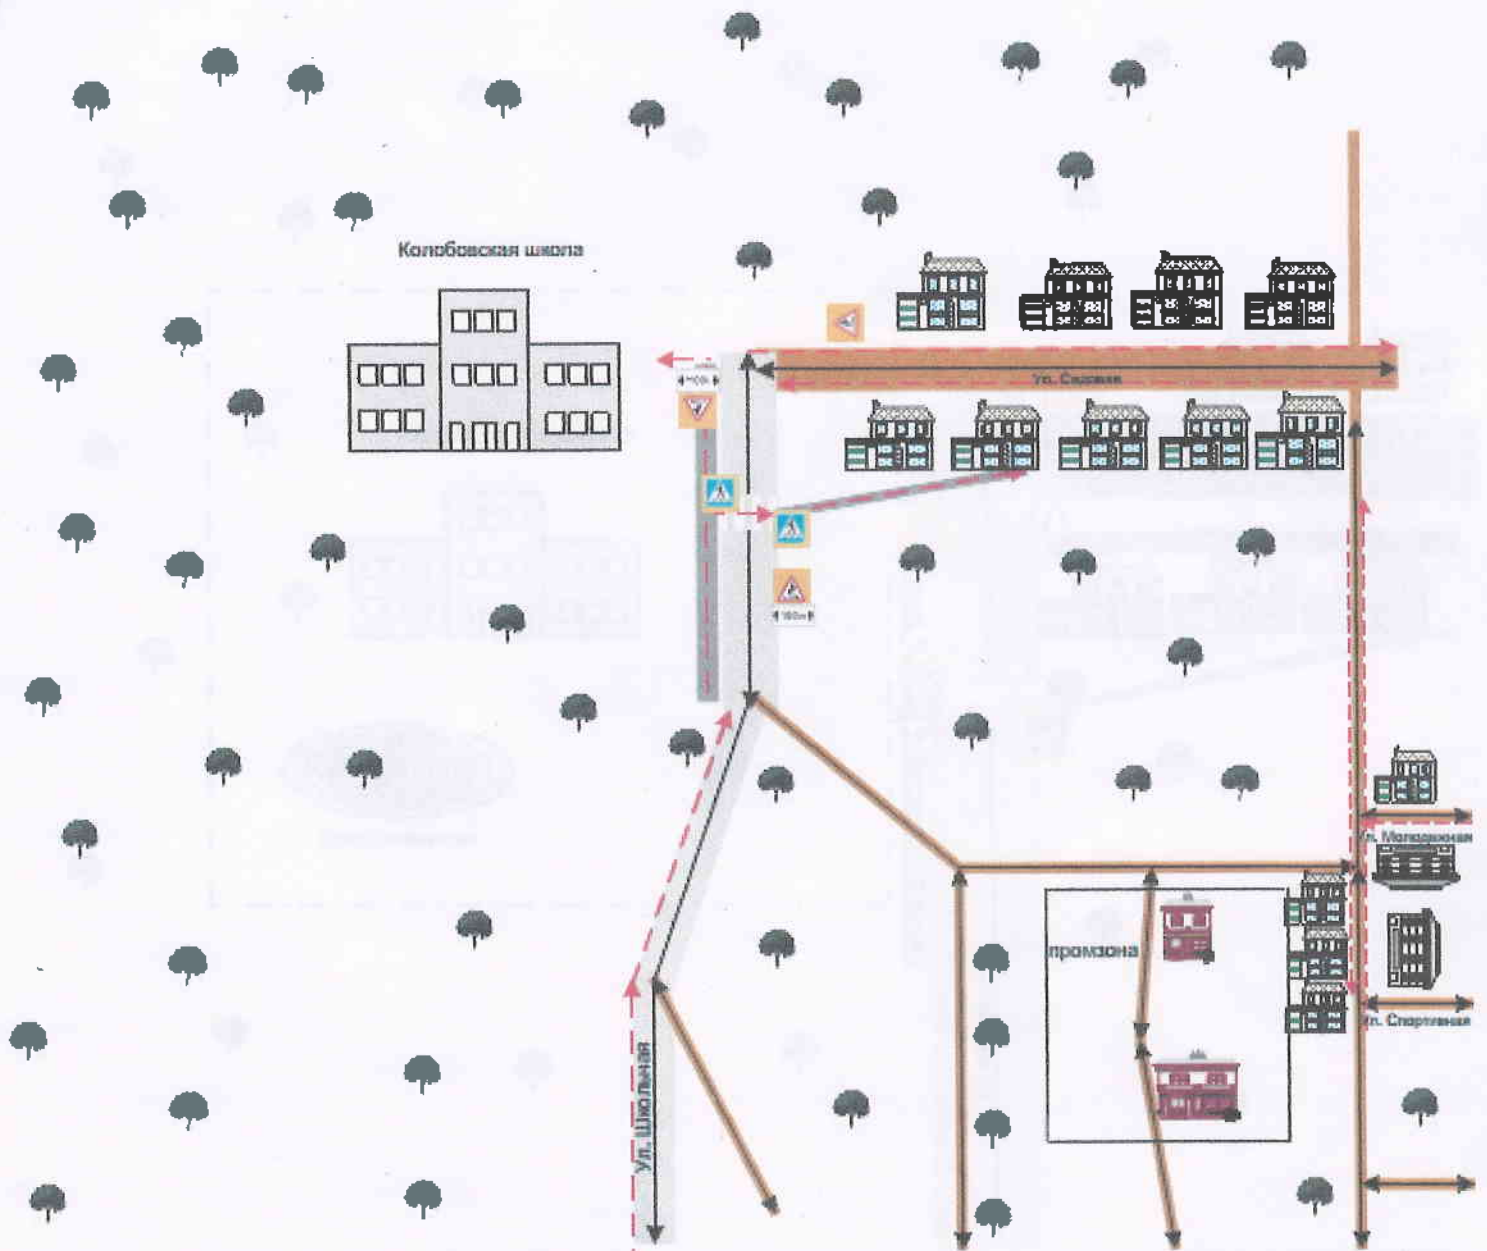 Колобовская школа
Ул. Садовая
Ул. Молодежная
промзона
Ул. Спортивная
Ул. Школьная